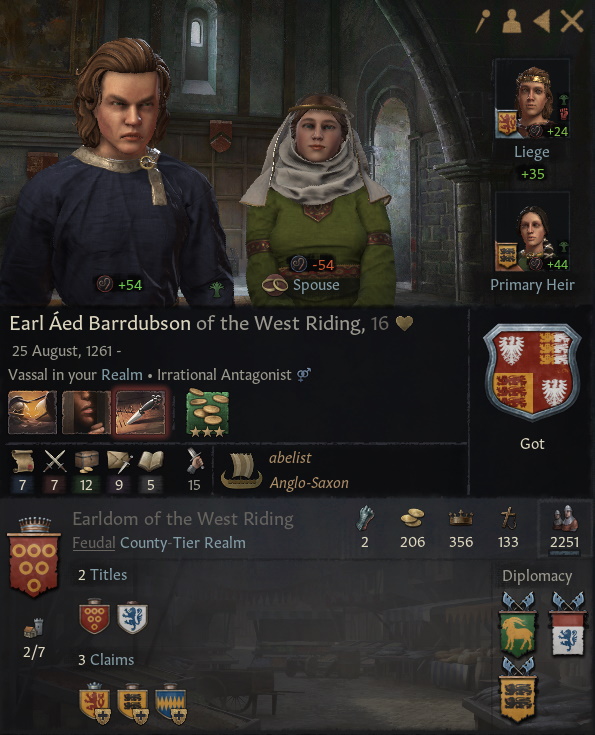 +24
Liege
+35
+44
Primary Heir
+54
-54
Spouse
Earl Áed Barrdubson of the West Riding, 16
25 August, 1261 -
Vassal in your Realm • Irrational Antagonist
Got
7 7 12 9 5 15
abelist
Anglo-Saxon
Earldom of the West Riding
Feudal County-Tier Realm
2 206 356 133 2251
2 Titles
Diplomacy
2/7
3 Claims